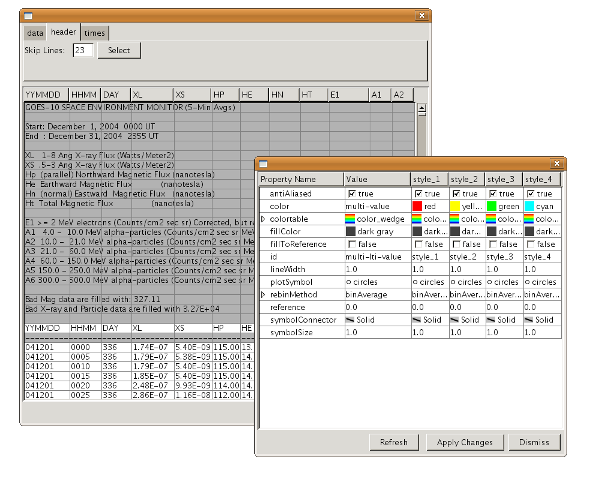 data header times
Skip Lines: 23 Select
YYMMDD HHMM DAY XL XS HP HE HN HT E1 A1 A2
GOES-10 SPACE ENVIRONMENT MONITOR (5-Min Avgs)
Start: December 1, 2004 0000 UT
End : December 31, 2004 2355 UT
XL 1-8 Ang X-ray Flux (Watts/Meter2)
XS .5-3 Ang X-ray Flux (Watts/Meter2)
Hp (parallel) Northward Magnetic Flux (nanotesla)
He Earthward Magnetic Flux (nanotesla)
Hn (normal) Eastward Magnetic Flux (nanotesla)
Ht Total Magnetic Flux (nanotesla)
E1 >= 2 MeV electrons (Counts/cm2 sec sr) Corrected, but
A1 4.0 - 10.0 MeV alpha-particles (Counts/cm2 sec sr Me
A2 10.0 - 21.0 MeV alpha-particles (Counts/cm2 sec sr M
A3 21.0 - 60.0 MeV alpha-particles (Counts/cm2 sec sr M
A4 60.0 - 150.0 MeV alpha-particles (Counts/cm2 sec sr
A5 150.0 - 250.0 MeV alpha-particles (Counts/cm2 sec sr
A6 300.0 - 500.0 MeV alpha-particles (Counts/cm2 sec sr
Bad Mag data are filled with: 327.11
Bad X-ray and Particle data are filled with 3.27E+04
YYMMDD HHMM DAY XL XS HP HE
041201 0000 336 1.74E-07 5.40E-09 115.00 15.
041201 0005 336 1.79E-07 5.38E-09 115.00 14.
041201 0010 336 1.79E-07 5.40E-09 115.00 14.
041201 0015 336 1.85E-07 5.40E-09 115.00 14.
041201 0020 336 2.48E-07 9.93E-09 114.00 14.
041201 0025 336 2.86E-07 1.16E-08 112.00 14.
Property Name Value style_1 style_2 style_3 style_4
antiAliased true true true true true
color multi-value red yell... green cyan
colortable color_wedge colo... colo... colo... colo...
fillColor dark gray dark... dark... dark... dark...
fillToReference false false false false false
id multi-lti-value style_1 style_2 style_3 style_4
lineWidth 1.0 1.0 1.0 1.0 1.0
plotSymbol circles circles circles circles circles
rebinMethod binAverage binAver... binAver... binAver... binAver...
reference 0.0 0.0 0.0 0.0 0.0
symbolConnector Solid Solid Solid Solid Solid
symbolSize 1.0 1.0 1.0 1.0 1.0
Refresh Apply Changes Dismiss